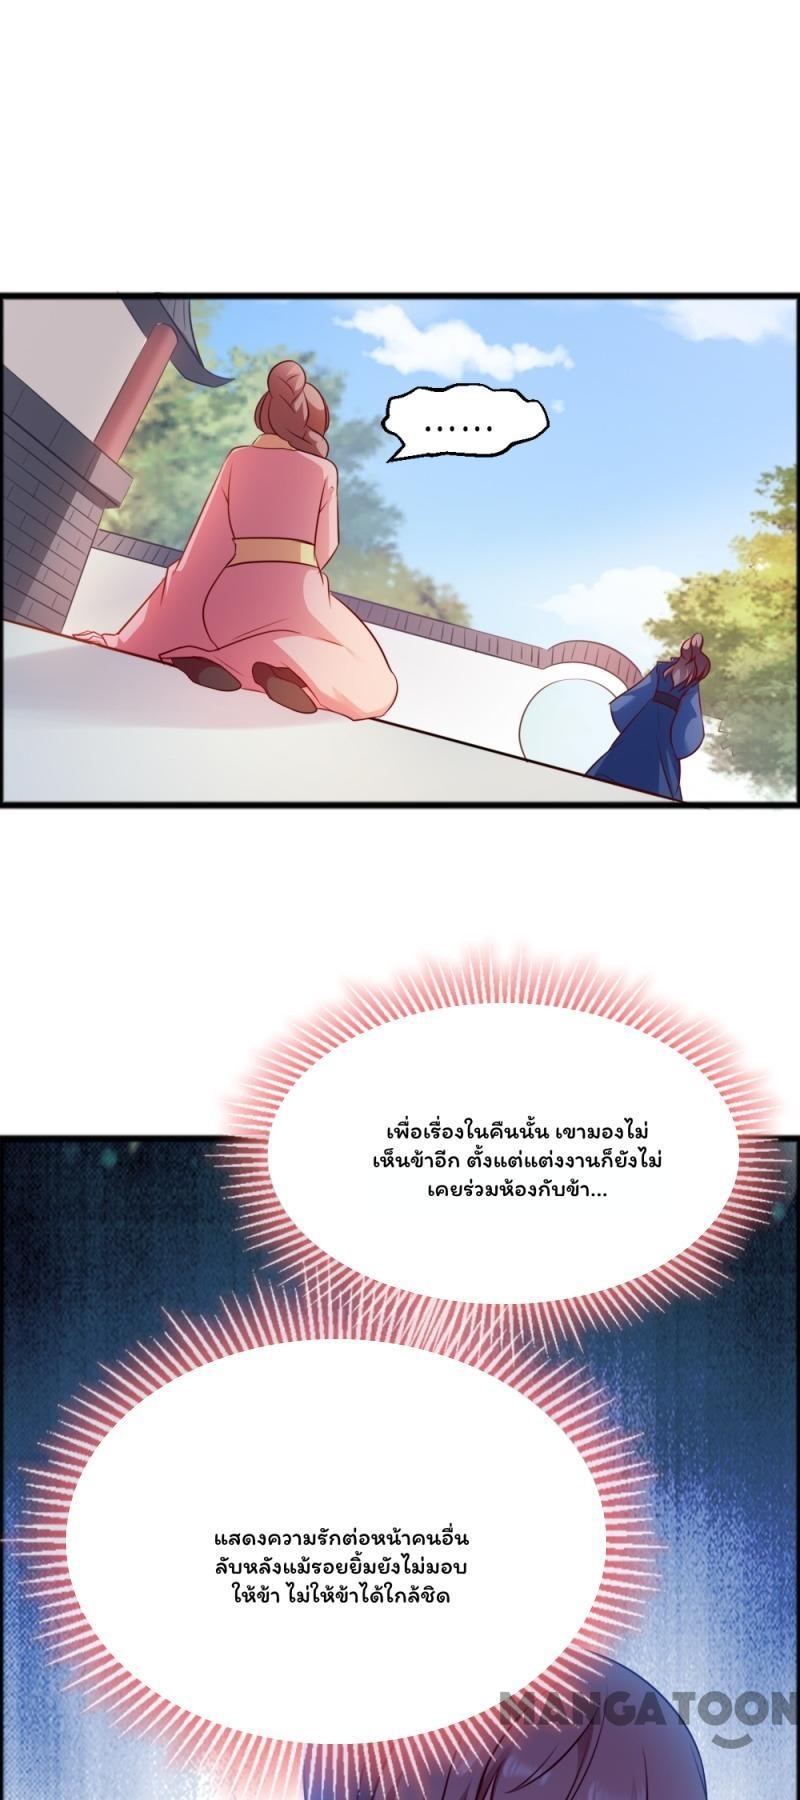 ......
เพื่อเรื่องในคืนนั้น เขามองไม่
เห็นข้าอีก ตั้งแต่แต่งงานก็ยังไม่
เคยร่วมห้องกับข้า...
แสดงความรักต่อหน้าคนอื่น
ลับหลังแม้รอยยิ้มยังไม่มอบ
ให้ข้า ไม่ให้ข้าได้ใกล้ชิด
MANGATOON